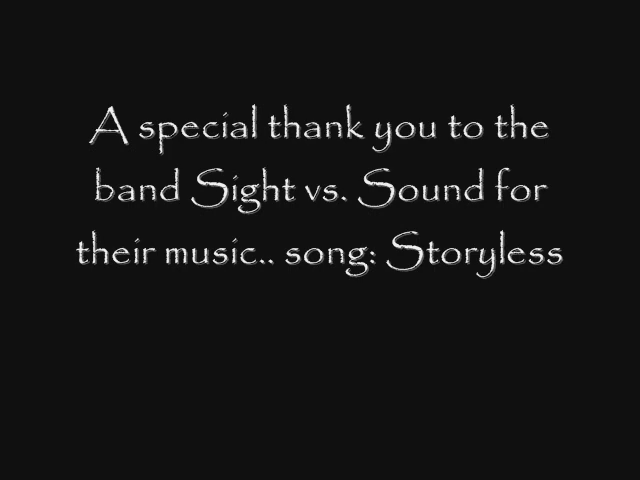 A special thank you to the
band Sight vs. Sound for
their music.. song: Storyless